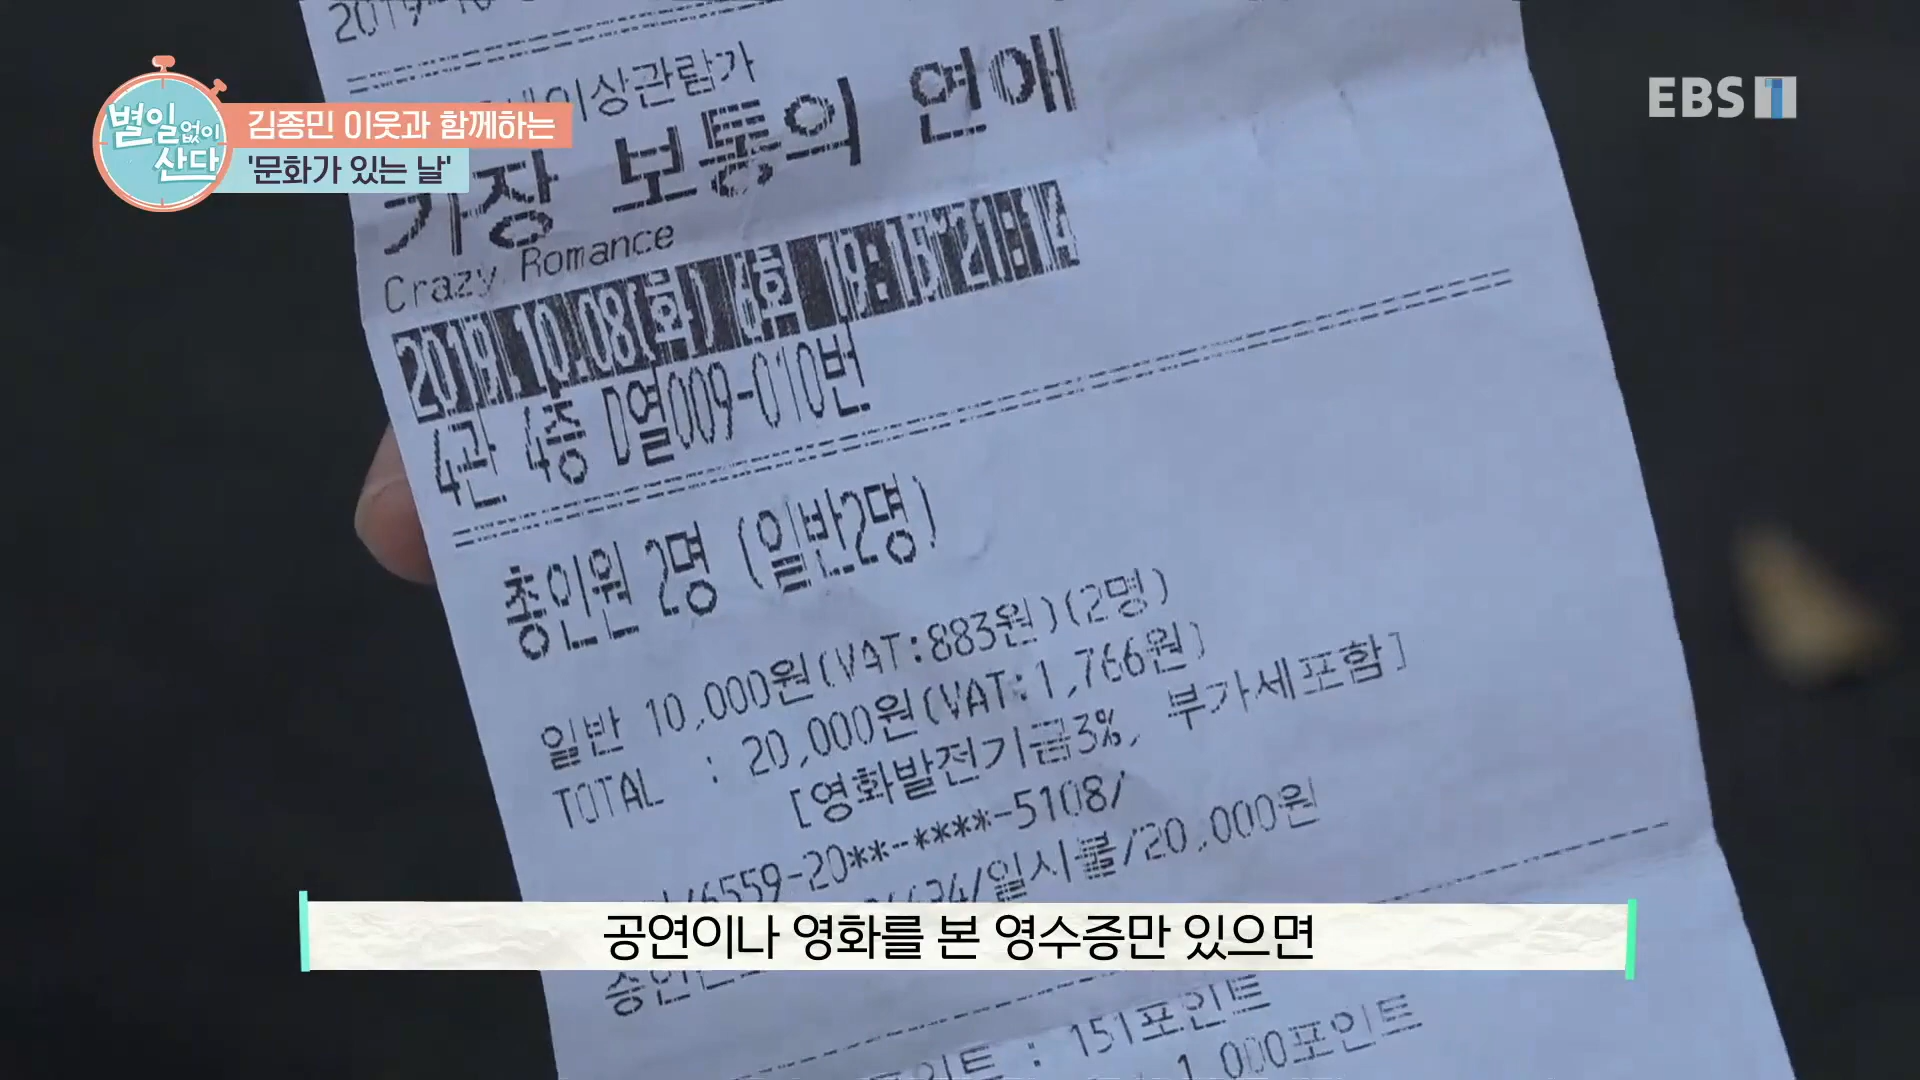 별일없이
산다
김종민 이웃과 함께하는
'문화가 있는 날'
EBS 1
이상관람가
가장 보통의 연애
Crazy Romance
2019.10.08(화) 6회 19:15~21:14
4관 4층 D열009-010번
총인원 2명 (일반2명)
일반 10,000원(VAT:883원)(2명)
TOTAL : 20,000원(VAT:1,766원)
[영화발전기금3%, 부가세포함]
/6559-20**-****-5108/
/일시불/20,000원
공연이나 영화를 본 영수증만 있으면
: 151포인트
1,000포인트